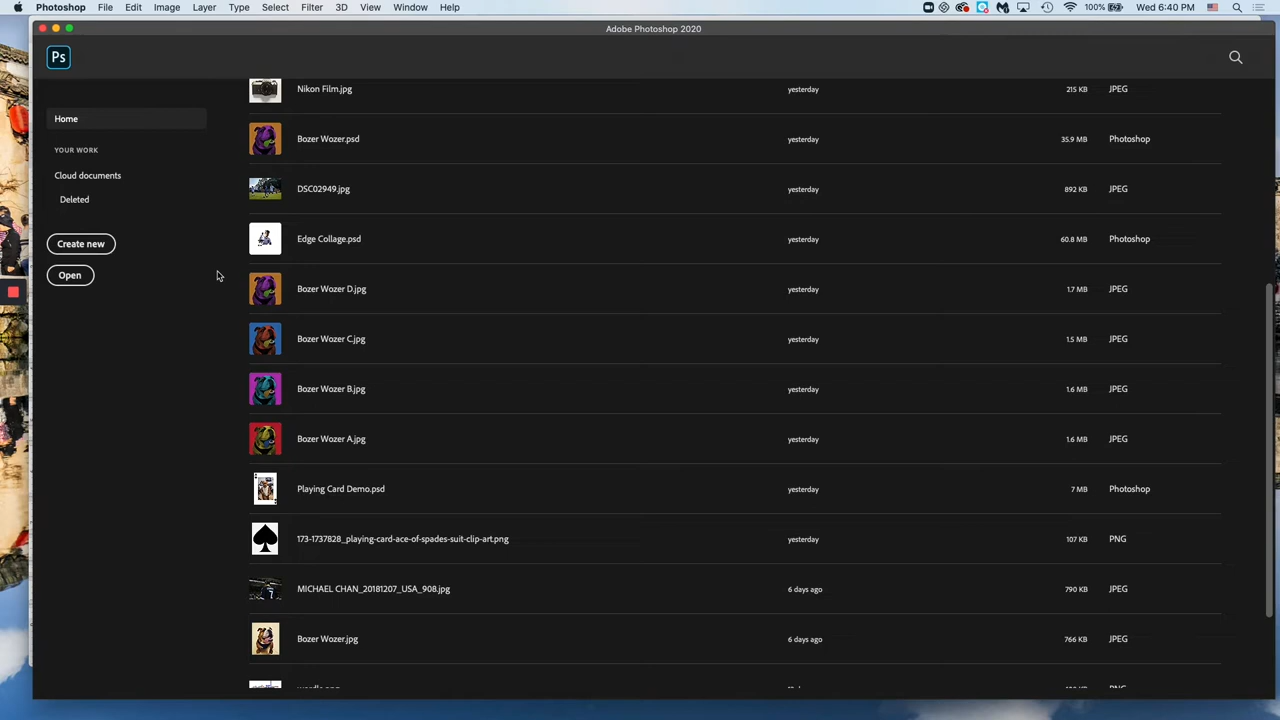 Photoshop File Edit Image Layer Type Select Filter 3D View Window Help 100% Wed 6:40 PM
Adobe Photoshop 2020
Ps
Nikon Film.jpg yesterday 215 KB JPEG
Home
Bozer Wozer.psd yesterday 35.9 MB Photoshop
YOUR WORK
Cloud documents
DSC02949.jpg yesterday 892 KB JPEG
Deleted
Create new
Edge Collage.psd yesterday 60.8 MB Photoshop
Open
Bozer Wozer D.jpg yesterday 1.7 MB JPEG
Bozer Wozer C.jpg yesterday 1.5 MB JPEG
Bozer Wozer B.jpg yesterday 1.6 MB JPEG
Bozer Wozer A.jpg yesterday 1.6 MB JPEG
Playing Card Demo.psd yesterday 7 MB Photoshop
173-1737828_playing-card-ace-of-spades-suit-clip-art.png yesterday 107 KB PNG
MICHAEL CHAN_20181207_USA_908.jpg 6 days ago 790 KB JPEG
Bozer Wozer.jpg 6 days ago 766 KB JPEG